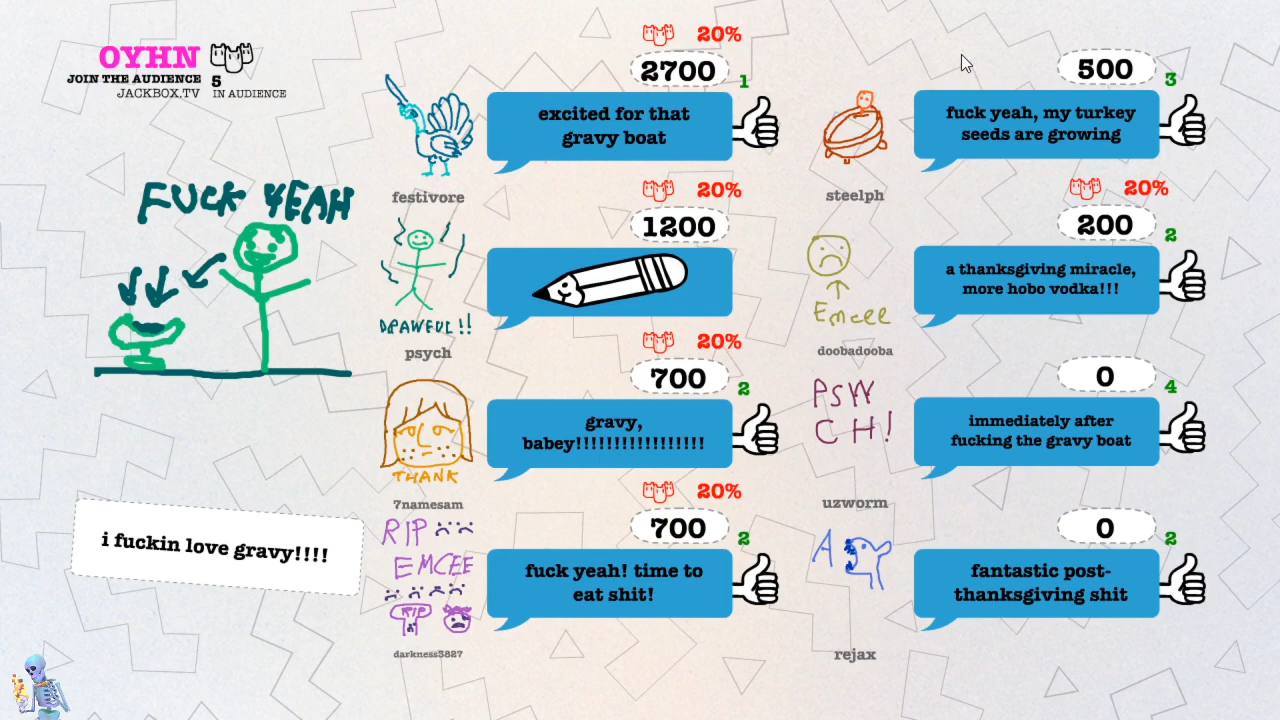 OYHN
JOIN THE AUDIENCE
JACKBOX.TV
5
IN AUDIENCE
FUCK YEAH
i fuckin love gravy!!!!
20%
2700
1
excited for that
gravy boat
festivore
20%
1200
DRAWFUL!!
psych
20%
700
2
gravy,
babey!!!!!!!!!!!!!!!!!
THANK
7namesam
20%
700
2
RIP
EMCEE
RIP
fuck yeah! time to
eat shit!
darkness3827
500
3
fuck yeah, my turkey
seeds are growing
steelph
20%
200
2
a thanksgiving miracle,
more hobo vodka!!!
Emcee
doobadooba
0
4
PSW
CH!
immediately after
fucking the gravy boat
uzworm
0
2
A
fantastic post-
thanksgiving shit
rejax